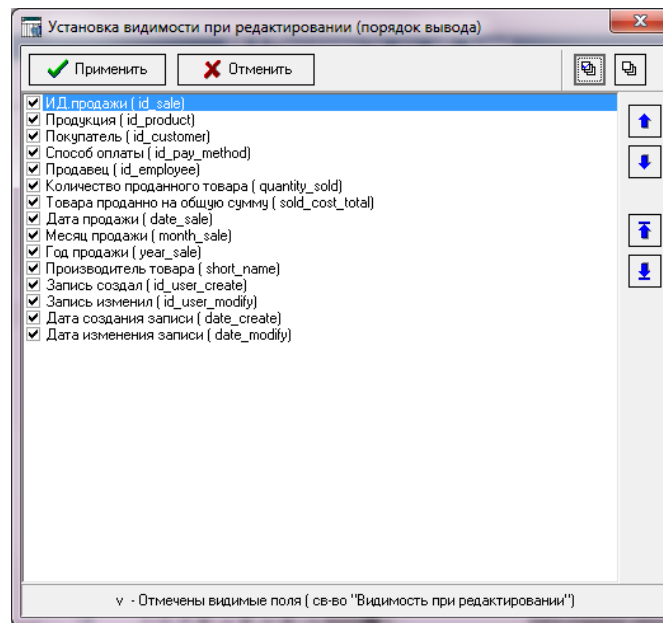 Установка видимости при редактировании (порядок вывода)
Применить Отменить
ИД продажи ( id_sale)
Продукция ( id_product)
Покупатель ( id_customer)
Способ оплаты ( id_pay_method)
Продавец ( id_employee)
Количество проданного товара ( quantity_sold)
Товара проданно на общую сумму ( sold_cost_total)
Дата продажи ( date_sale)
Месяц продажи ( month_sale)
Год продажи ( year_sale)
Производитель товара ( short_name)
Запись создал ( id_user_create)
Запись изменил ( id_user_modify)
Дата создания записи ( date_create)
Дата изменения записи ( date_modify)
v - Отмечены видимые поля ( св-во "Видимость при редактировании")